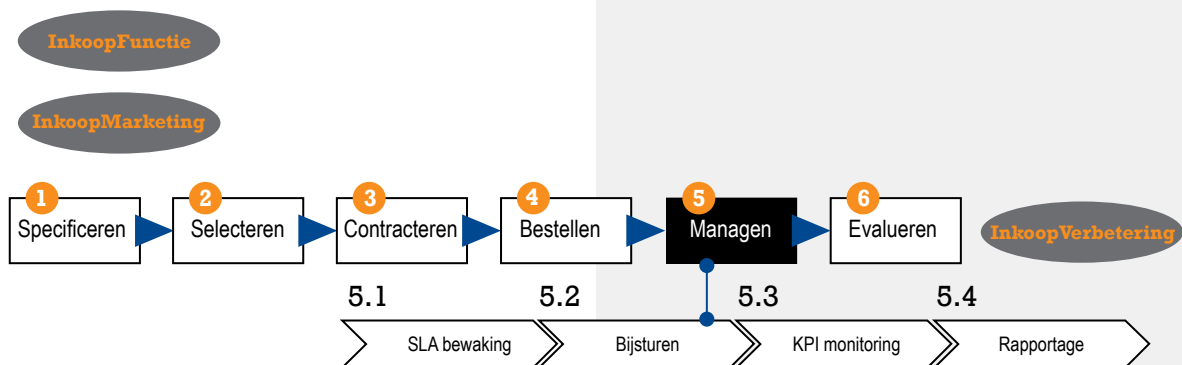 InkoopFunctie
InkoopMarketing
1 2 3 4 5 6
Specificeren Selecteren Contracteren Bestellen Managen Evalueren InkoopVerbetering
5.1 5.2 5.3 5.4
SLA bewaking Bijsturen KPI monitoring Rapportage